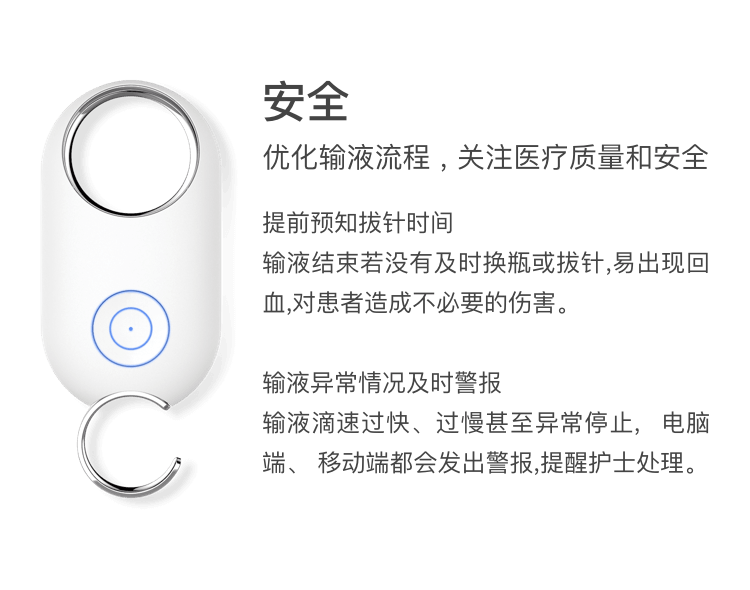 安全
优化输液流程，关注医疗质量和安全
提前预知拔针时间
输液结束若没有及时换瓶或拔针,易出现回
血,对患者造成不必要的伤害。
输液异常情况及时警报
输液滴速过快、过慢甚至异常停止, 电脑
端、 移动端都会发出警报,提醒护士处理。